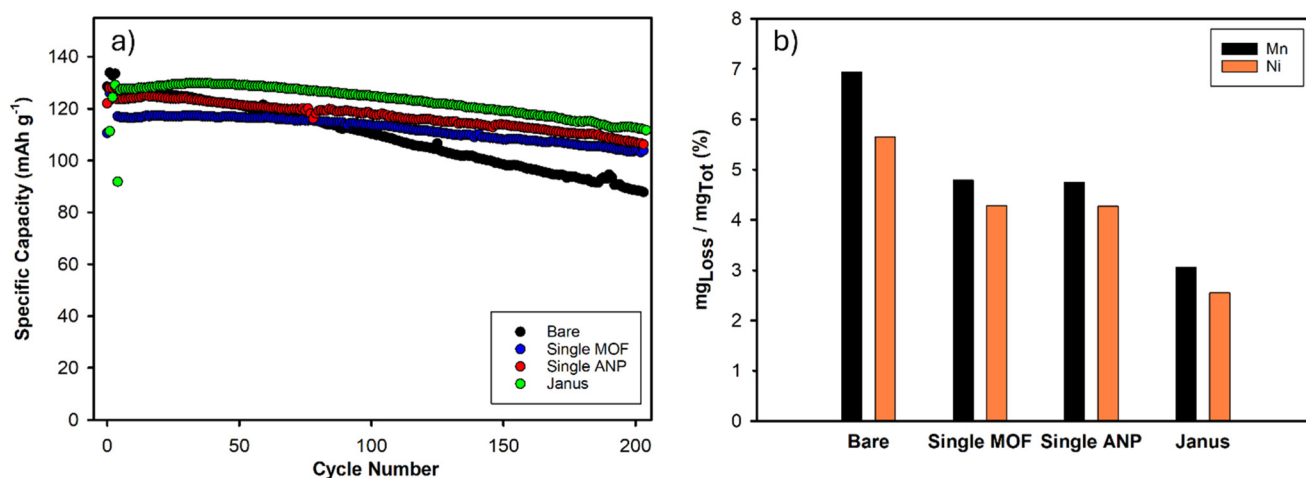 a)
Specific Capacity (mAh g⁻¹)
140
120
100
80
60
40
20
0
0
50
100
150
200
Cycle Number
Bare
Single MOF
Single ANP
Janus
b)
mg_Loss / mg_Tot (%)
8
7
6
5
4
3
2
1
0
Mn
Ni
Bare
Single MOF
Single ANP
Janus